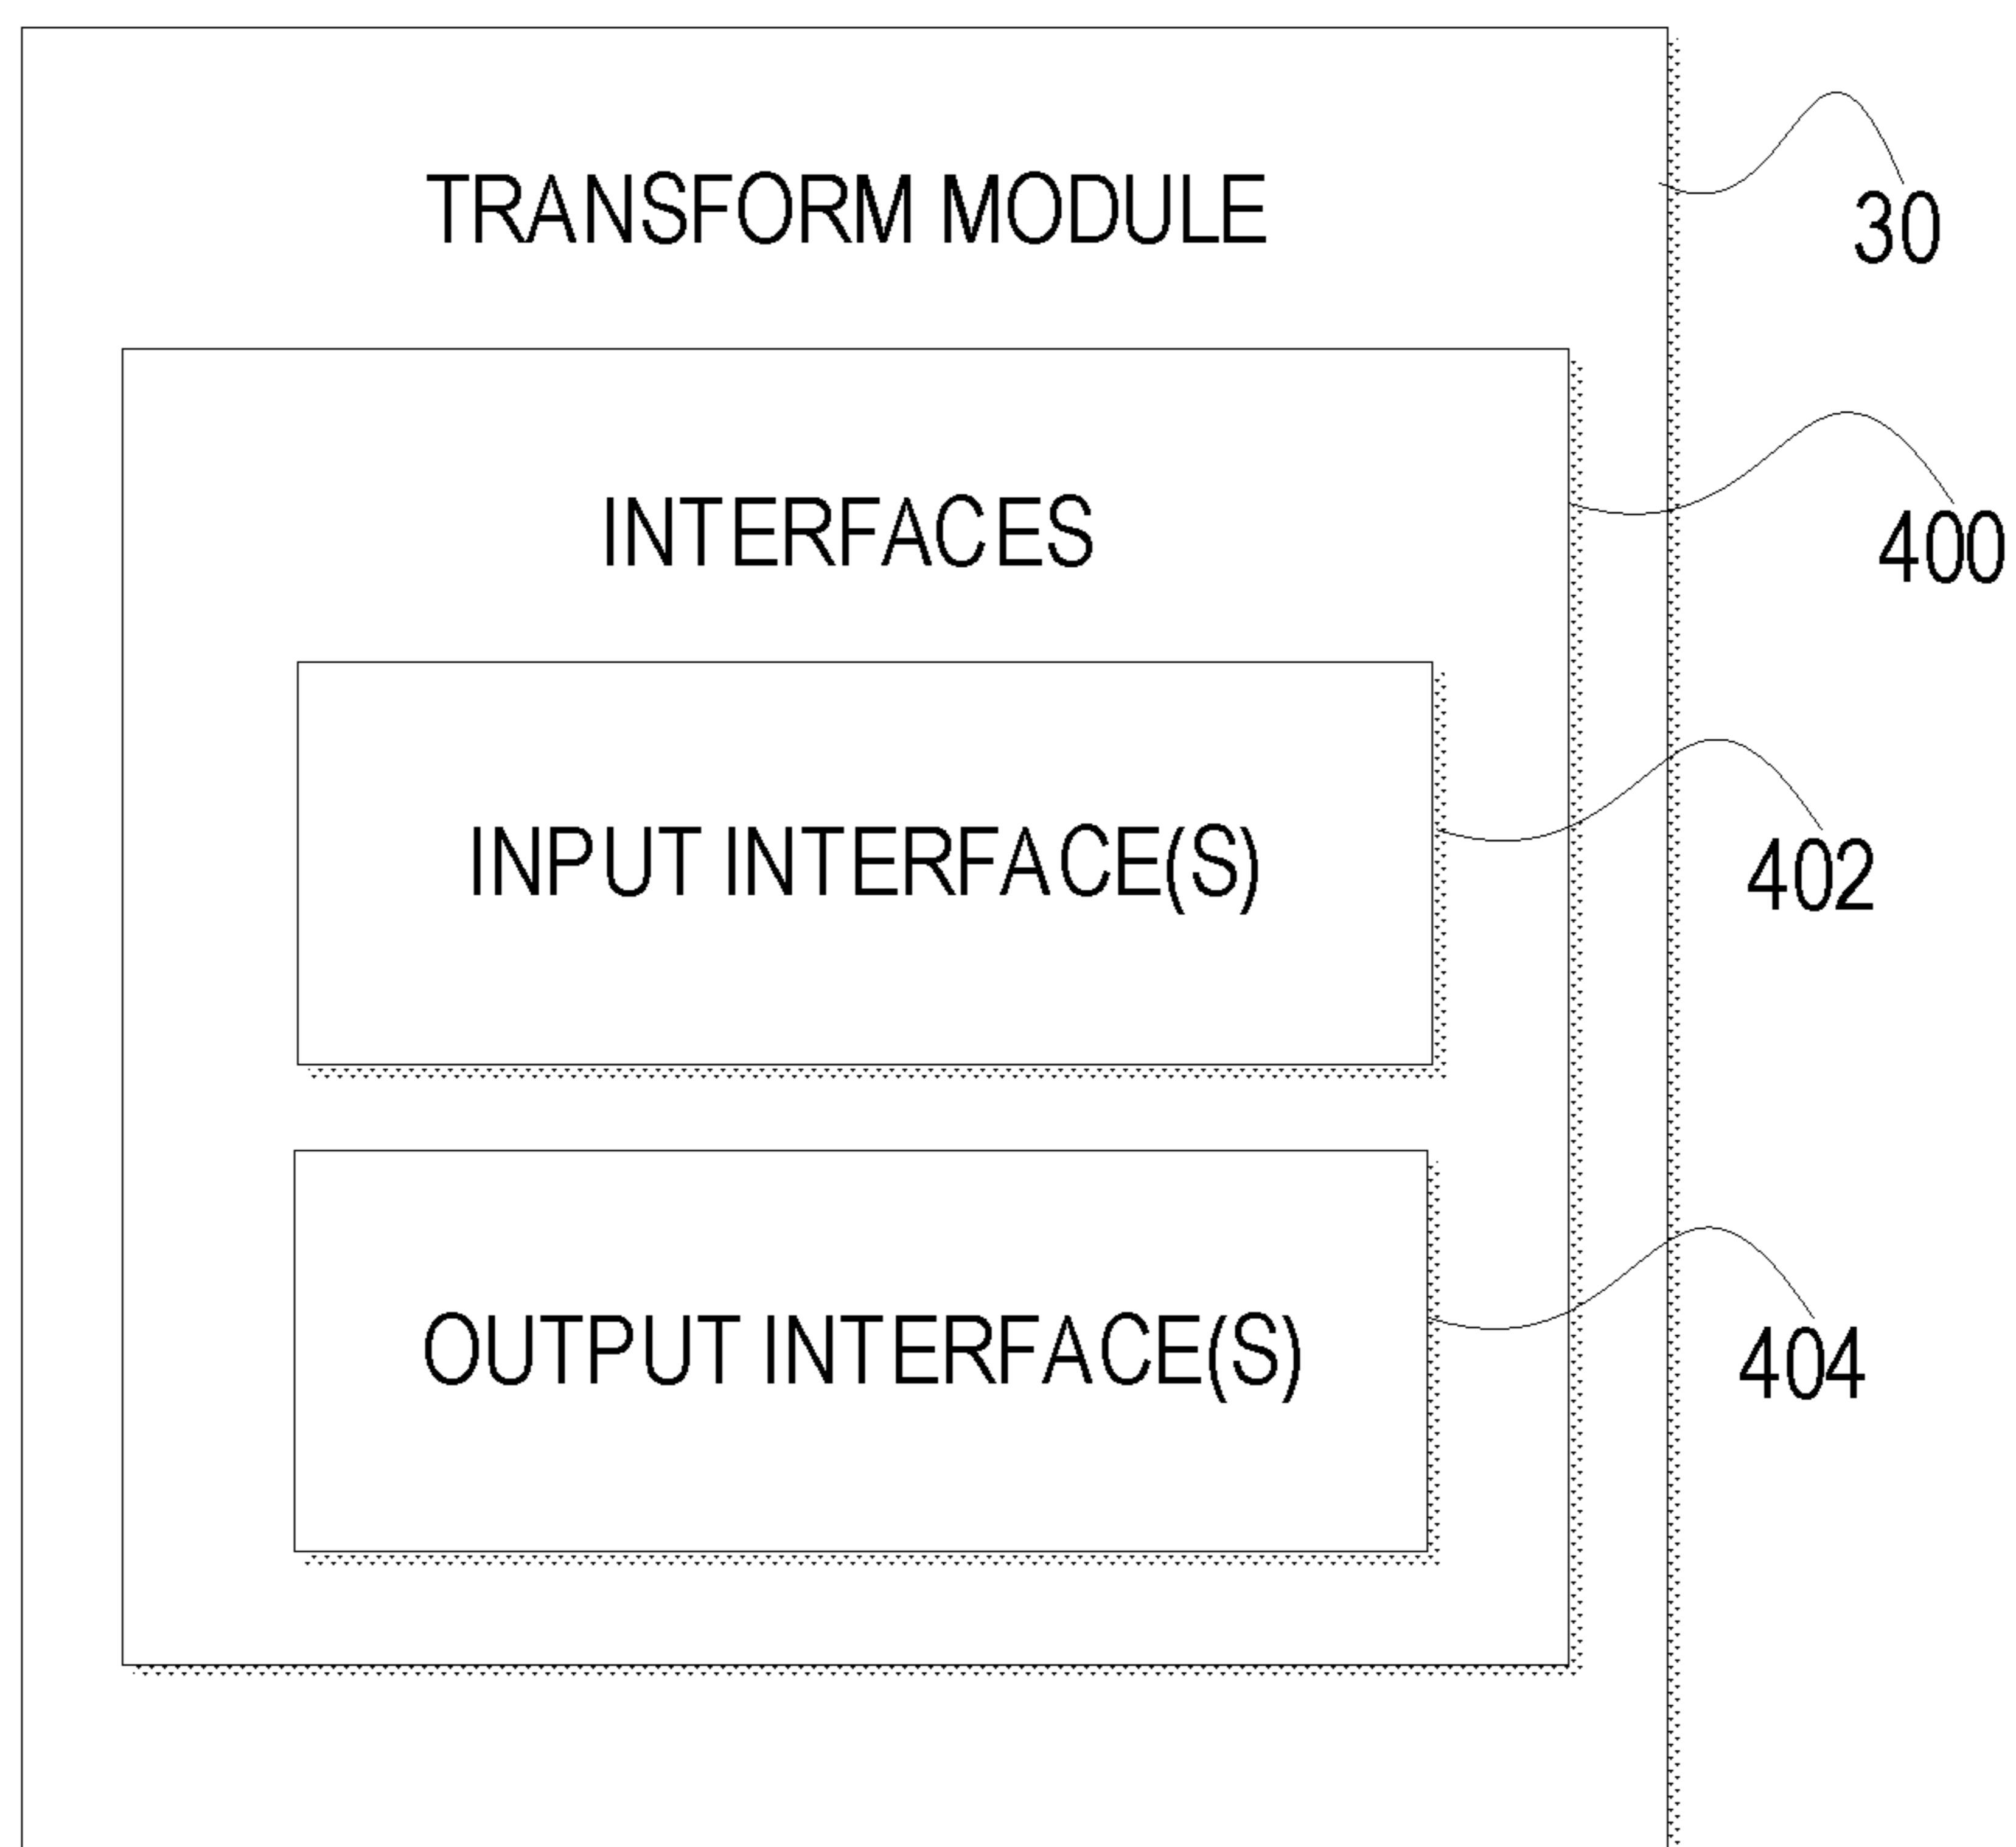 TRANSFORM MODULE
30
INTERFACES
400
INPUT INTERFACE(S)
402
OUTPUT INTERFACE(S)
404